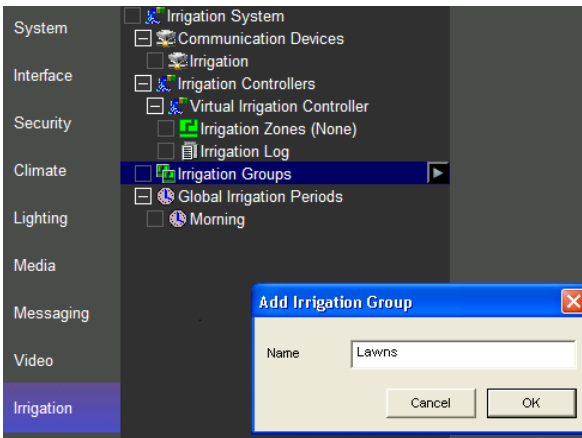 System
Interface
Security
Climate
Lighting
Media
Messaging
Video
Irrigation
Irrigation System
Communication Devices
Irrigation
Irrigation Controllers
Virtual Irrigation Controller
Irrigation Zones (None)
Irrigation Log
Irrigation Groups
Global Irrigation Periods
Morning
Add Irrigation Group
Name
Lawns
Cancel
OK